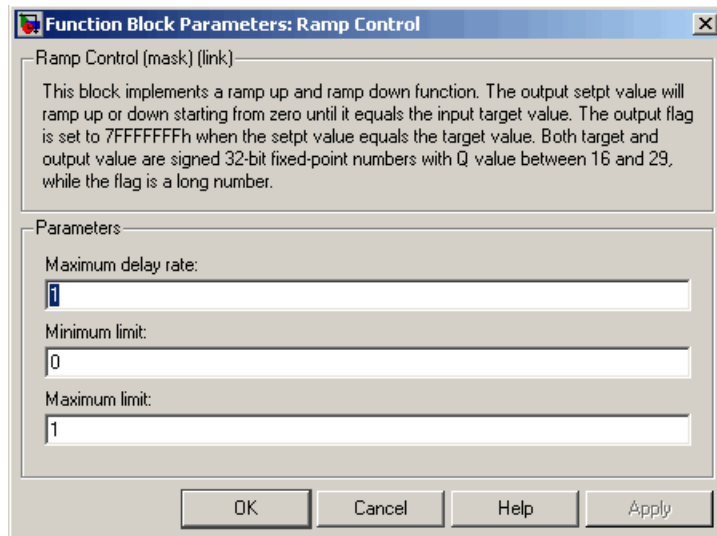 Function Block Parameters: Ramp Control
Ramp Control (mask) (link)
This block implements a ramp up and ramp down function. The output setpt value will
ramp up or down starting from zero until it equals the input target value. The output flag
is set to 7FFFFFFFh when the setpt value equals the target value. Both target and
output value are signed 32-bit fixed-point numbers with Q value between 16 and 29,
while the flag is a long number.
Parameters
Maximum delay rate:
1
Minimum limit:
0
Maximum limit:
1
OK Cancel Help Apply